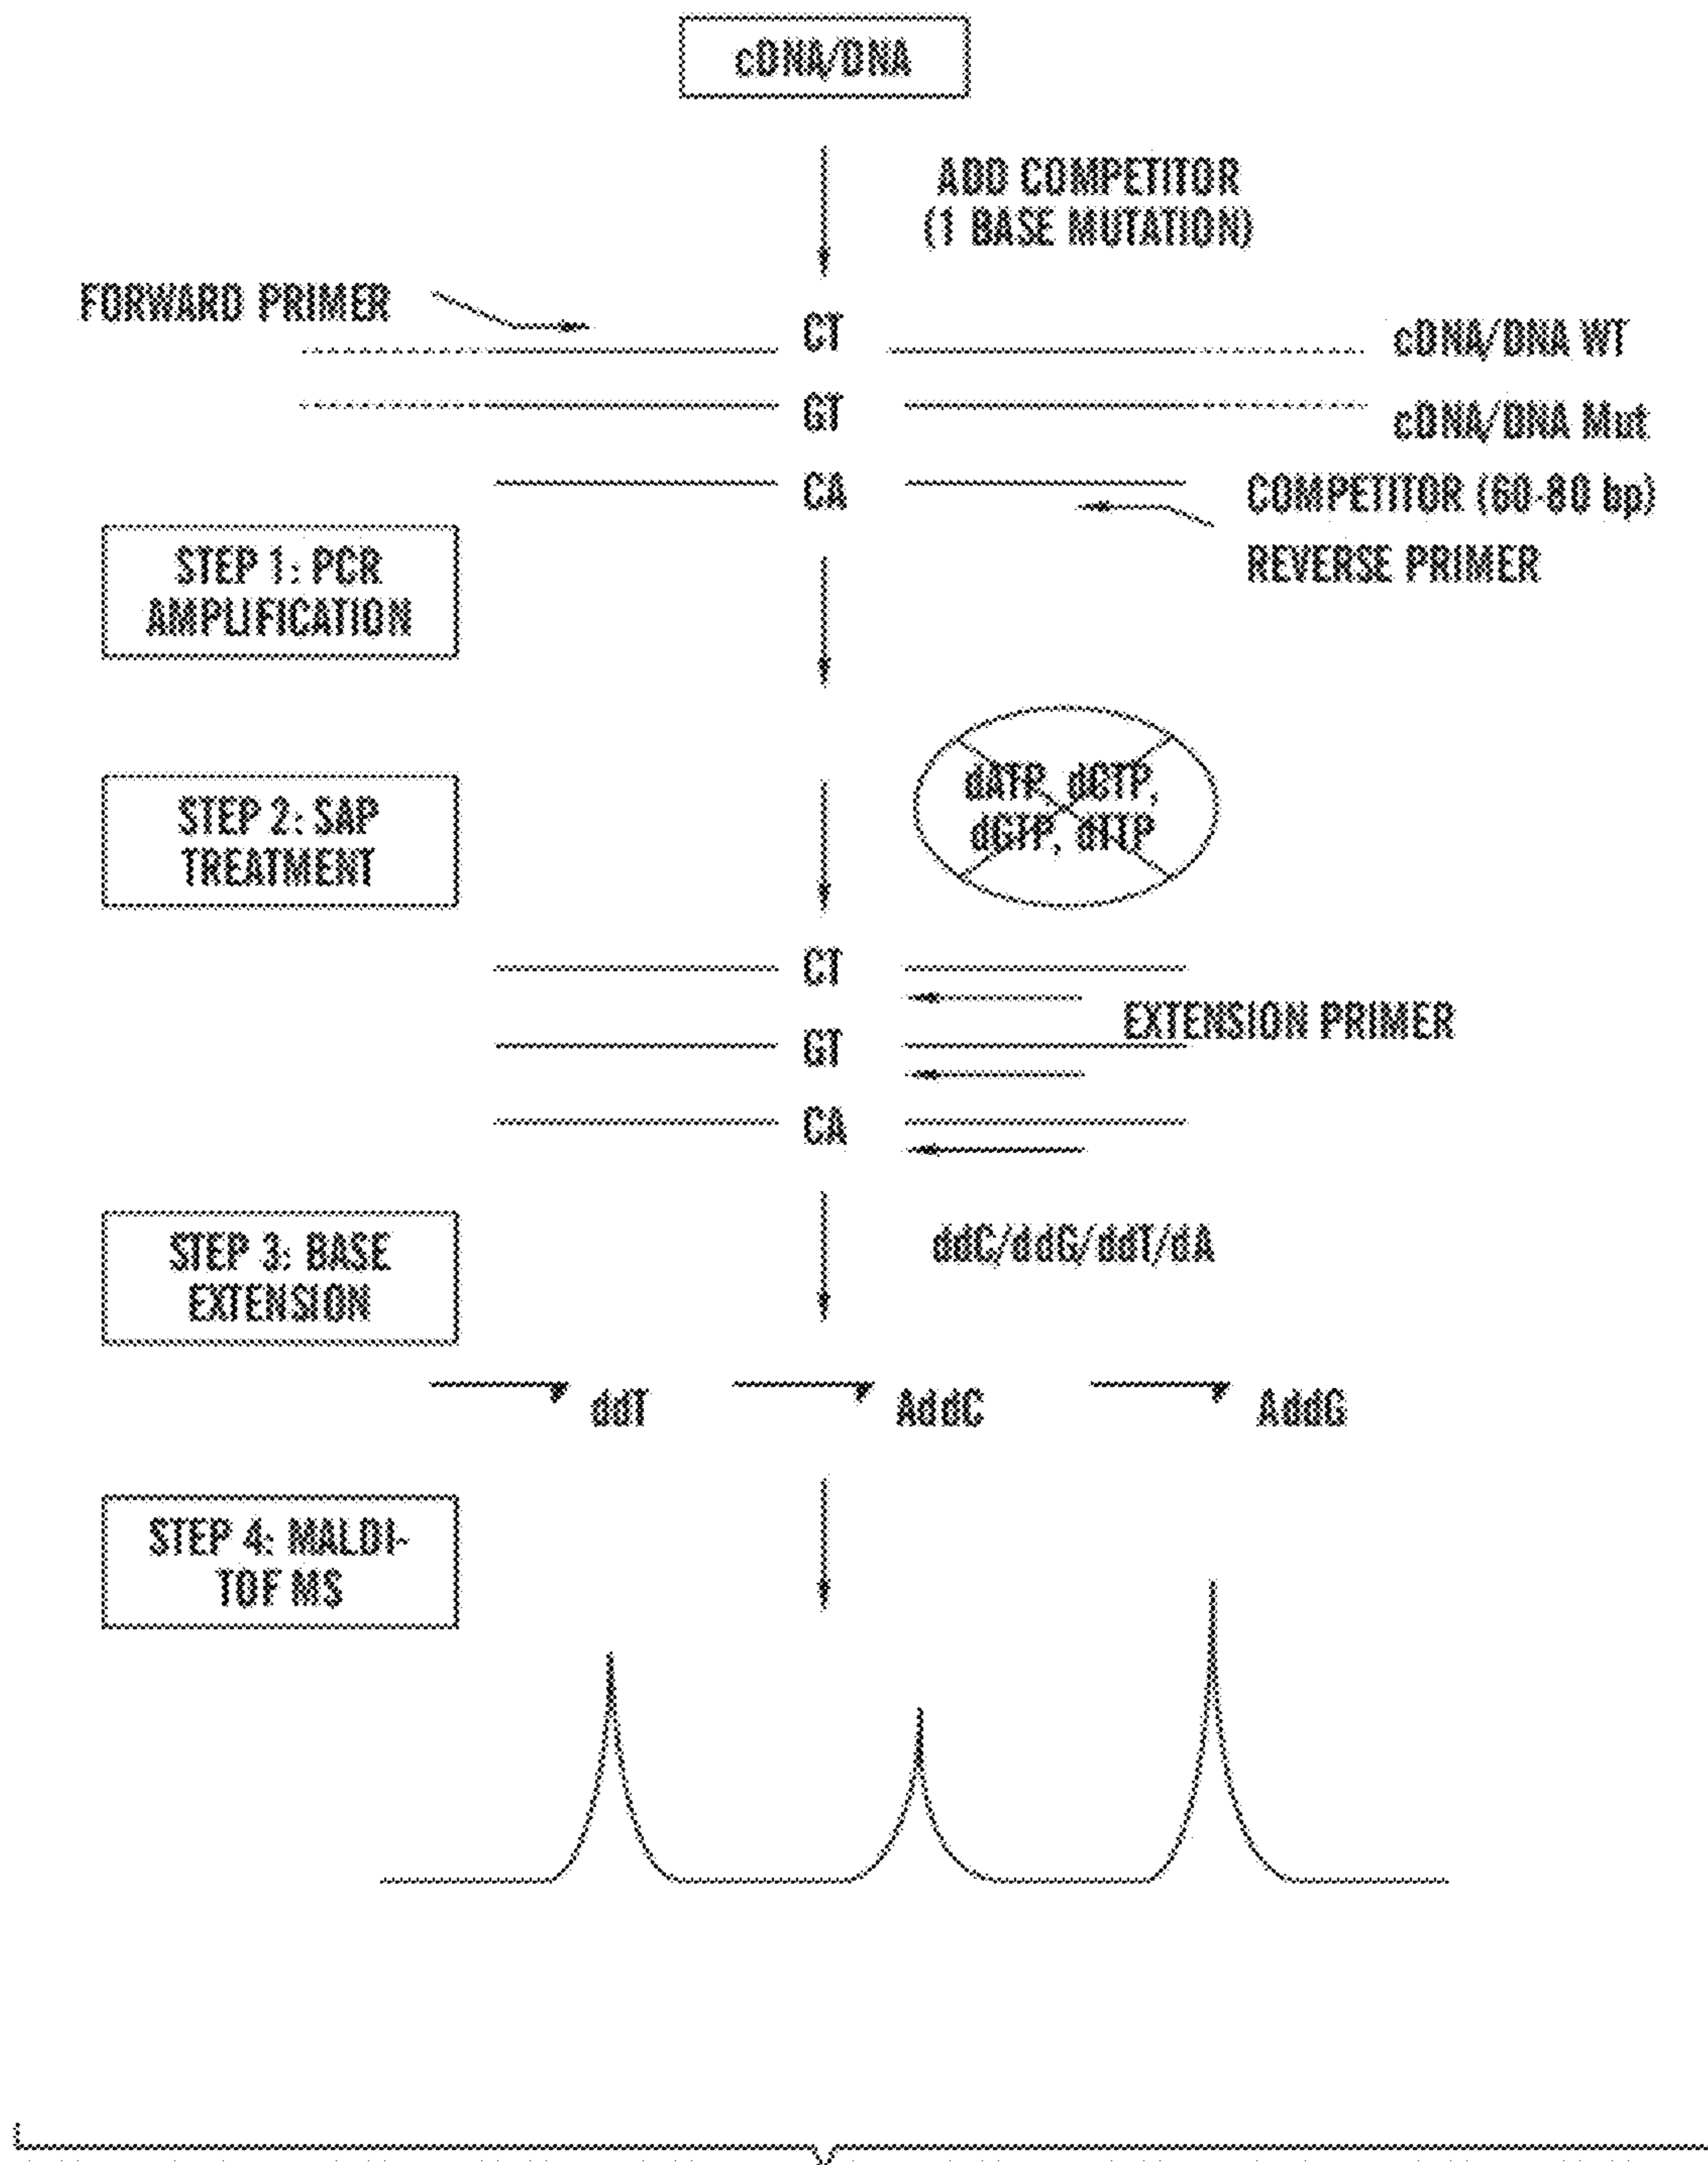 cDNA/DNA
ADD COMPETITOR
(1 BASE MUTATION)
FORWARD PRIMER
CT
cDNA/DNA WT
GT
cDNA/DNA Mut
CA
COMPETITOR (60-80 bp)
REVERSE PRIMER
STEP 1: PCR
AMPLIFICATION
dATP, dGTP,
dGTP, dTTP
STEP 2: SAP
TREATMENT
CT
EXTENSION PRIMER
GT
CA
STEP 3: BASE
EXTENSION
ddC/ddG/ddT/dA
ddT
AddC
AddG
STEP 4: MALDI-
TOF MS